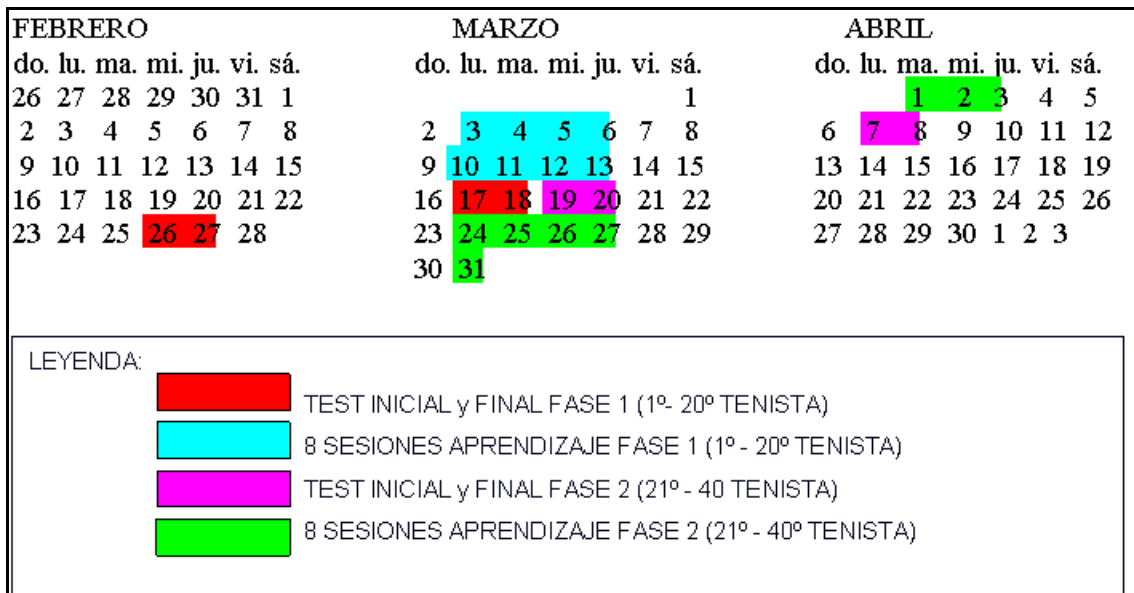 FEBRERO MARZO ABRIL
do. lu. ma. mi. ju. vi. sá. do. lu. ma. mi. ju. vi. sá. do. lu. ma. mi. ju. vi. sá.
26 27 28 29 30 31 1 1 1 2 3 4 5
2 3 4 5 6 7 8 2 3 4 5 6 7 8 6 7 8 9 10 11 12
9 10 11 12 13 14 15 9 10 11 12 13 14 15 13 14 15 16 17 18 19
16 17 18 19 20 21 22 16 17 18 19 20 21 22 20 21 22 23 24 25 26
23 24 25 26 27 28 23 24 25 26 27 28 29 27 28 29 30 1 2 3
30 31
LEYENDA:
TEST INICIAL y FINAL FASE 1 (1º- 20º TENISTA)
8 SESIONES APRENDIZAJE FASE 1 (1º - 20º TENISTA)
TEST INICIAL y FINAL FASE 2 (21º - 40 TENISTA)
8 SESIONES APRENDIZAJE FASE 2 (21º - 40º TENISTA)